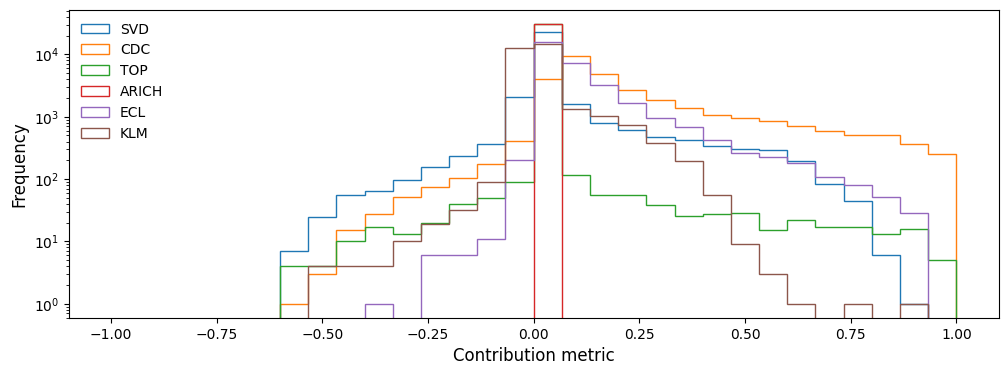 SVD
CDC
TOP
ARICH
ECL
KLM
Frequency
10⁴
10³
10²
10¹
10⁰
−1.00 −0.75 −0.50 −0.25 0.00 0.25 0.50 0.75 1.00
Contribution metric